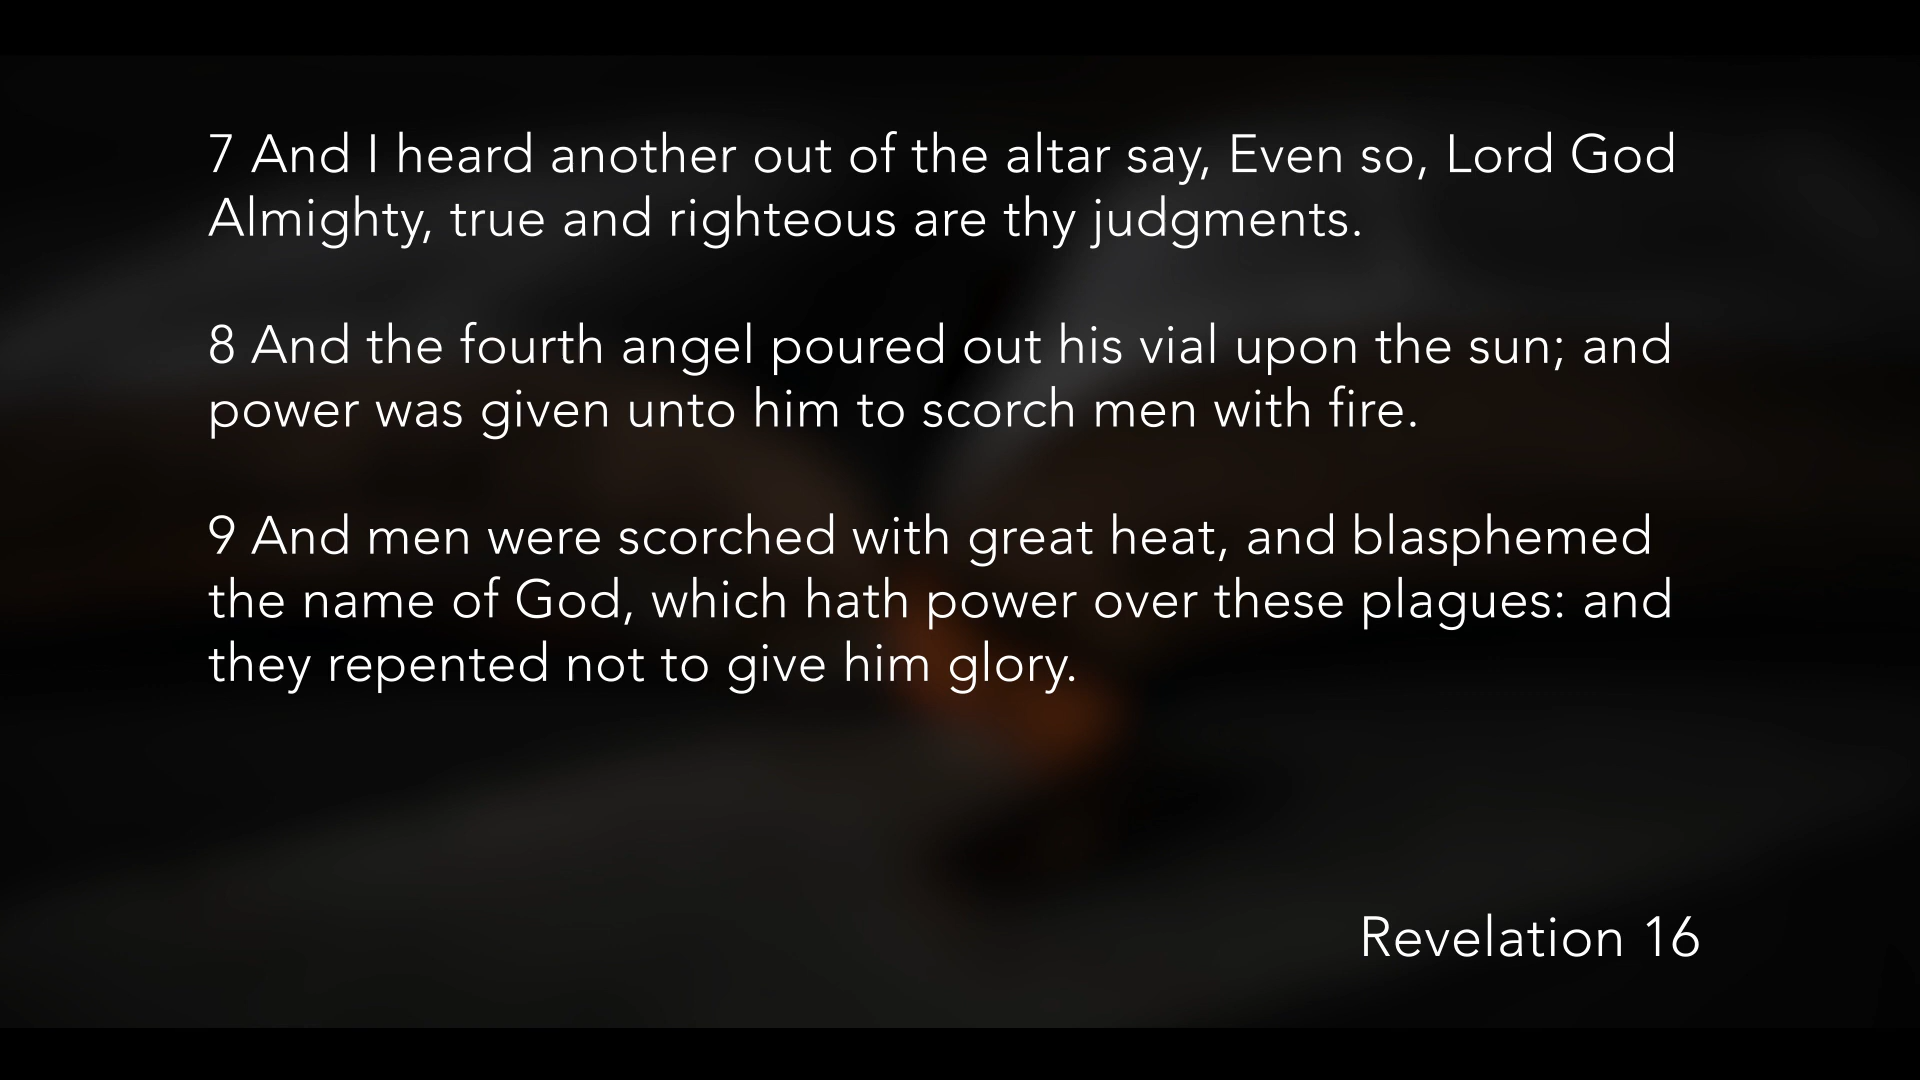 7 And I heard another out of the altar say, Even so, Lord God
Almighty, true and righteous are thy judgments.
8 And the fourth angel poured out his vial upon the sun; and
power was given unto him to scorch men with fire.
9 And men were scorched with great heat, and blasphemed
the name of God, which hath power over these plagues: and
they repented not to give him glory.
Revelation 16